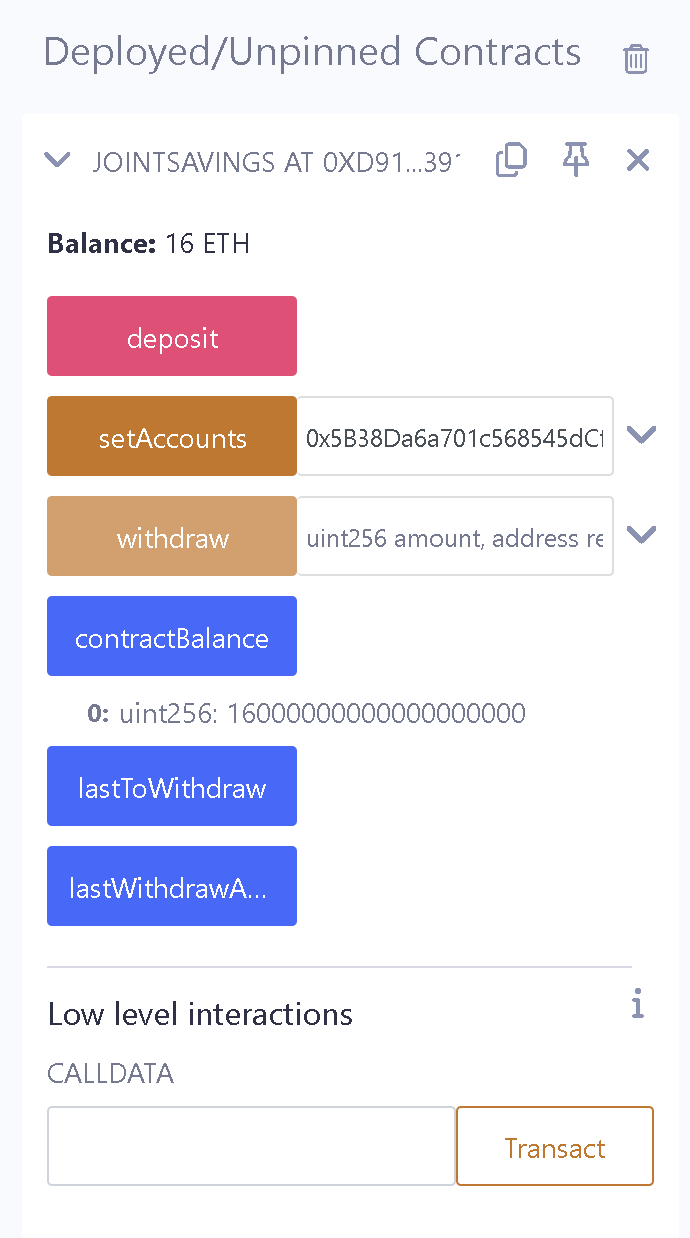 Deployed/Unpinned Contracts
JOINTSAVINGS AT 0XD91...391
Balance: 16 ETH
deposit
setAccounts 0x5B38Da6a701c568545dCf
withdraw uint256 amount, address re
contractBalance
0: uint256: 16000000000000000000
lastToWithdraw
lastWithdrawA...
Low level interactions
i
CALLDATA
Transact